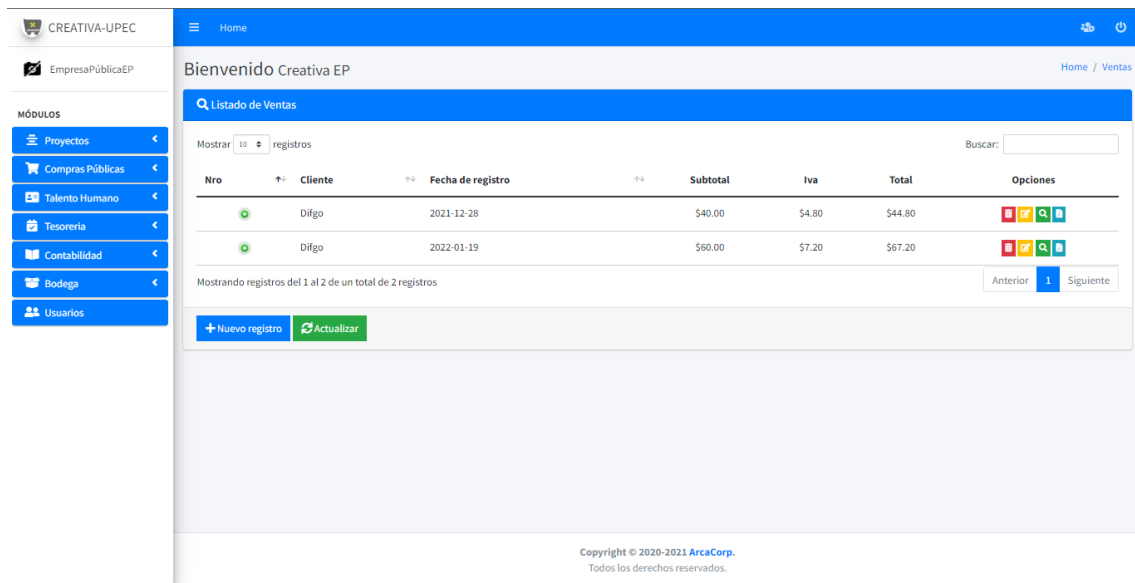 CREATIVA-UPEC
Home
EmpresaPúblicaEP
Bienvenido Creativa EP
Home / Ventas
MÓDULOS
Proyectos
Compras Públicas
Talento Humano
Tesoreria
Contabilidad
Bodega
Usuarios
Listado de Ventas
Mostrar 10 registros
Buscar:
Nro Cliente Fecha de registro Subtotal Iva Total Opciones
Difgo 2021-12-28 $40.00 $4.80 $44.80
Difgo 2022-01-19 $60.00 $7.20 $67.20
Mostrando registros del 1 al 2 de un total de 2 registros
Anterior 1 Siguiente
Nuevo registro Actualizar
Copyright © 2020-2021 ArcaCorp.
Todos los derechos reservados.